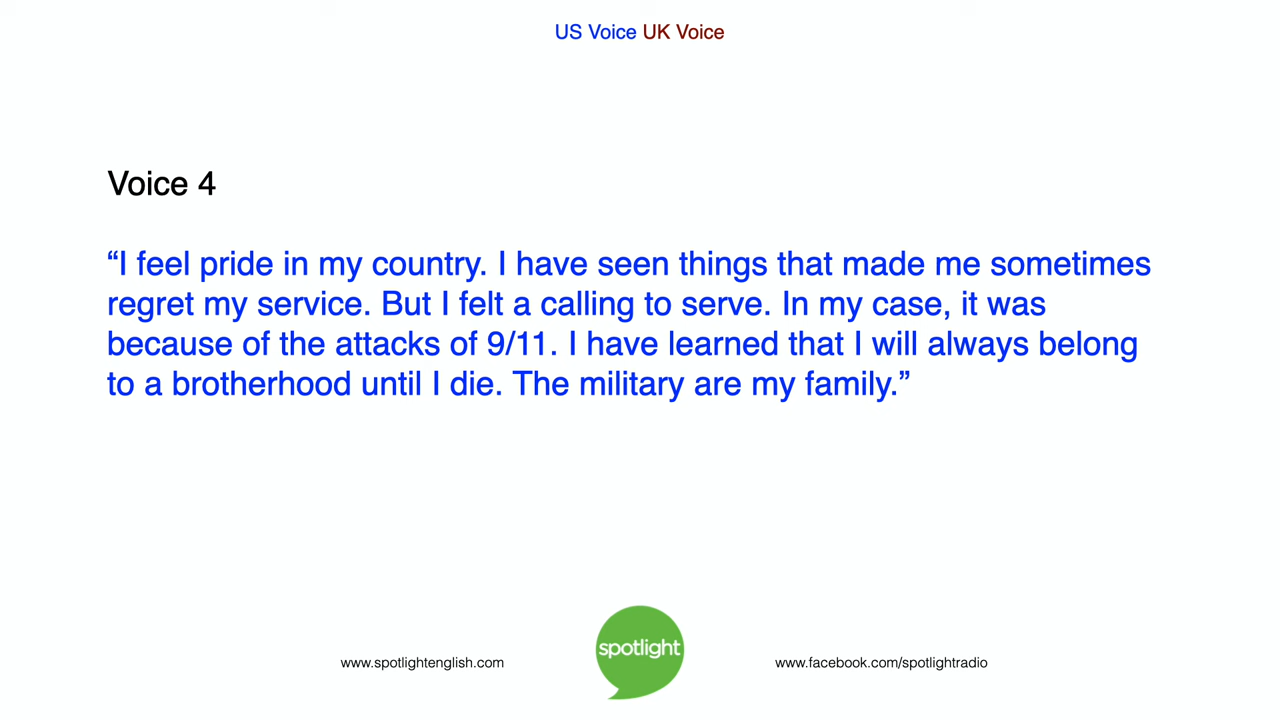 US Voice UK Voice
Voice 4
“I feel pride in my country. I have seen things that made me sometimes
regret my service. But I felt a calling to serve. In my case, it was
because of the attacks of 9/11. I have learned that I will always belong
to a brotherhood until I die. The military are my family.”
spotlight
www.spotlightenglish.com
www.facebook.com/spotlightradio